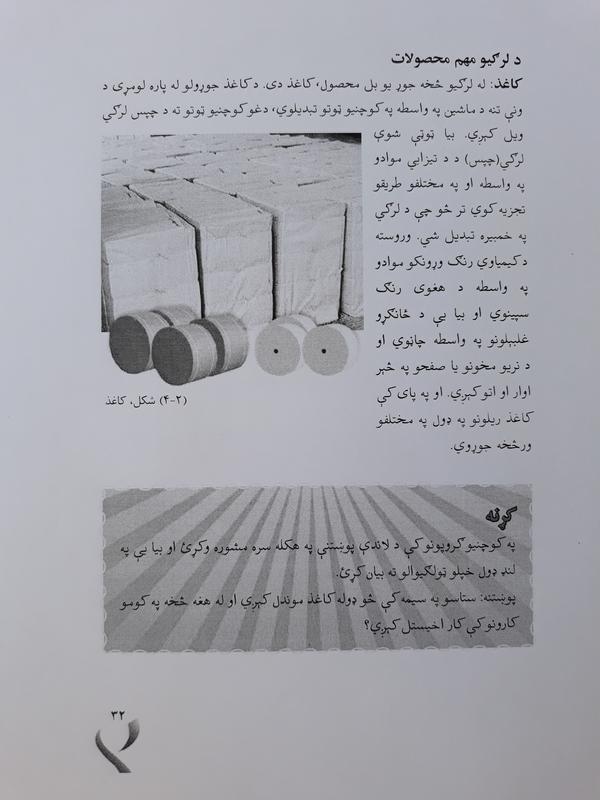 د لرګیو مهم محصولات
کاغذ: له لرګیو څخه جوړ یو بل محصول، کاغذ دی. د کاغذ جوړولو له پاره لومړی د
ونې تنه د ماشین په واسطه په کوچنیو ټوټو تبدیلوي، دغو کوچنیو ټوټو ته د چپس لرګي
ویل کېږي. بیا ټوټې شوې
لرګي(چپس) د د تیزابي موادو
په واسطه او په مختلفو طریقو
تجزیه کوي تر څو چې د لرګي
په خمیره تبدیل شي. وروسته
د کیمیاوي رنګ وړونکو موادو
په واسطه د هغوی رنګ
سپینوي او بیا یې د ځانګړو
غلبېلونو په واسطه چاڼوي او
د نریو مخونو یا صفحو په څېر
اوار او اتو کېږي. او په پای کې
کاغذ ریلونو په ډول په مختلفو
ورڅخه جوړوي.
(۲-۴) شکل، کاغذ
کړنه
په کوچنیو ګروپونو کې د لاندې پوښتنې په هکله سره مشوره وکړئ او بیا یې په
لنډ ډول خپلو ټولګیوالو ته بیان کړئ.
پوښتنه: ستاسو په سیمه کې څو ډوله کاغذ موندل کېږي او له هغه څخه په کومو
کارونو کې کار اخیستل کېږي؟
۳۲